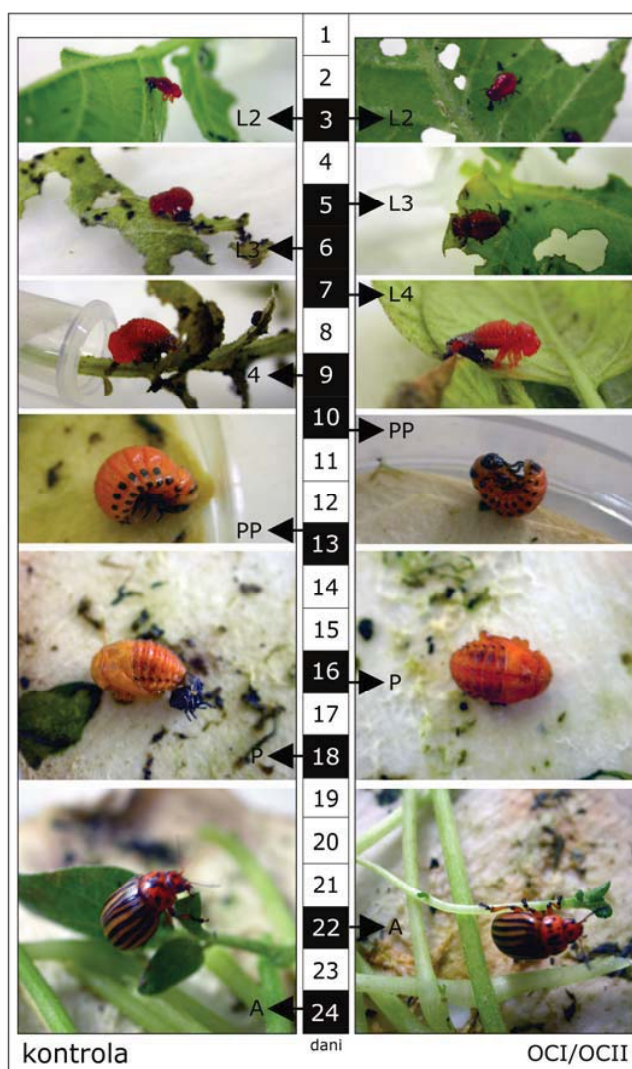 1
2
L2 3 L2
4
5 L3
L3 6
7 L4
8
4 9
10 PP
11
12
PP 13
14
15
16 P
17
P 18
19
20
21
22 A
23
A 24
dani
kontrola OCI/OCII